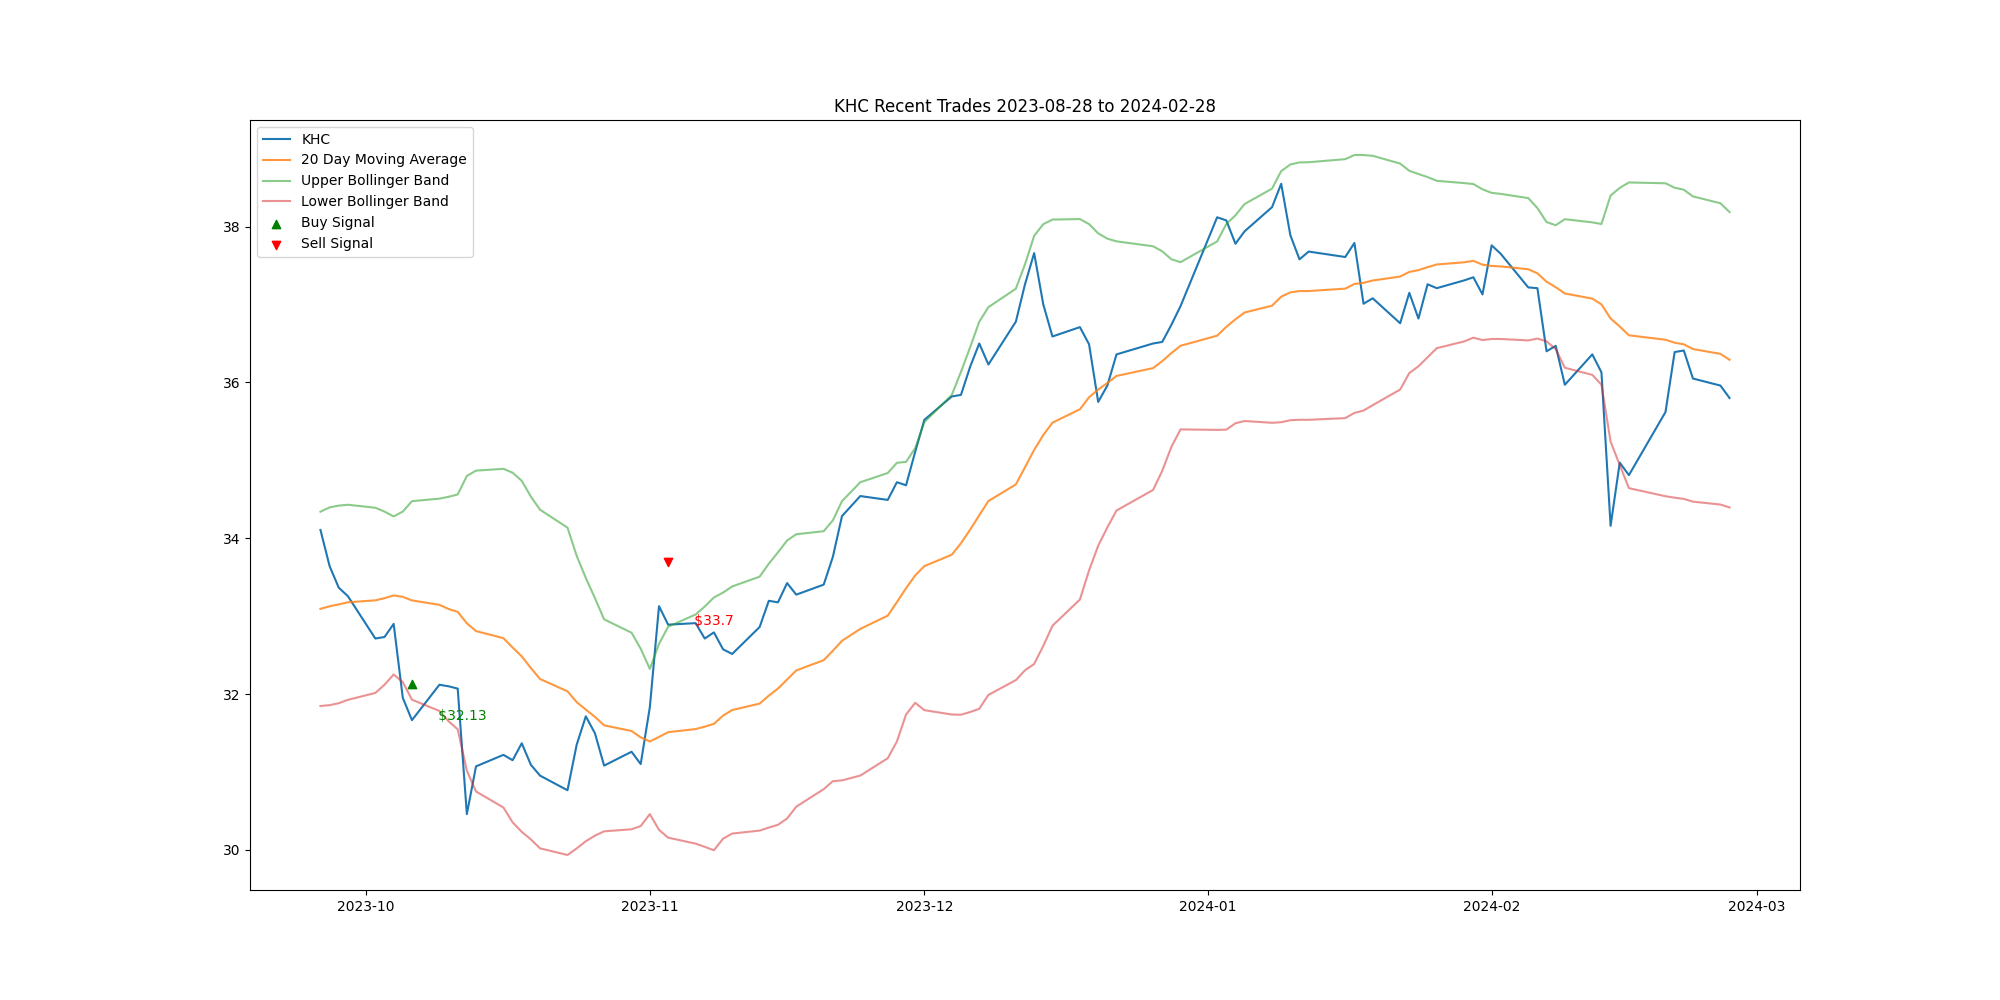 KHC Recent Trades 2023-08-28 to 2024-02-28
KHC
20 Day Moving Average
Upper Bollinger Band
Lower Bollinger Band
Buy Signal
Sell Signal
38
36
34
32
30
$33.7
$32.13
2023-10
2023-11
2023-12
2024-01
2024-02
2024-03